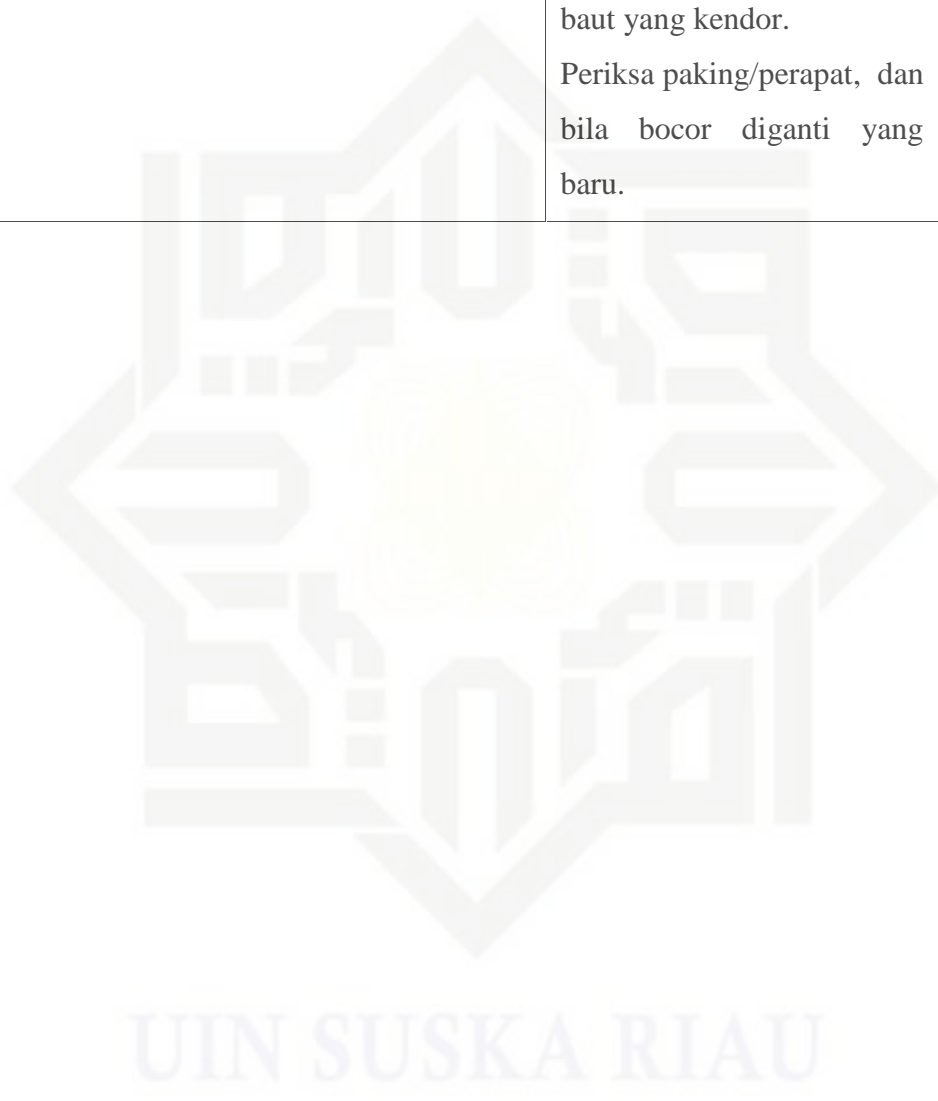 baut yang kendor.
Periksa paking/perapat, dan
bila bocor diganti yang
baru.
UIN SUSKA RIAU